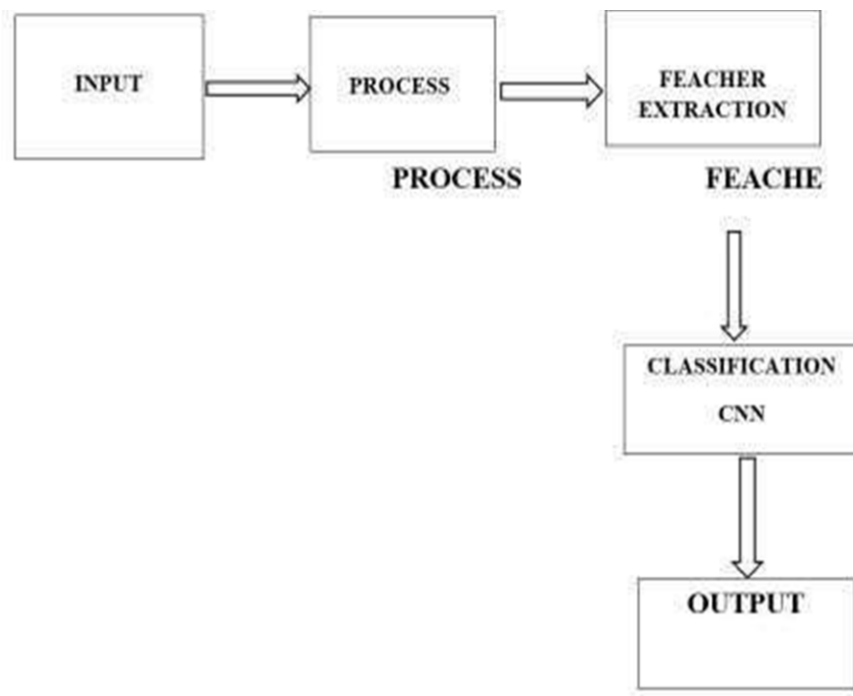 INPUT
PROCESS
FEACHER
EXTRACTION
PROCESS
FEACHE
CLASSIFICATION
CNN
OUTPUT